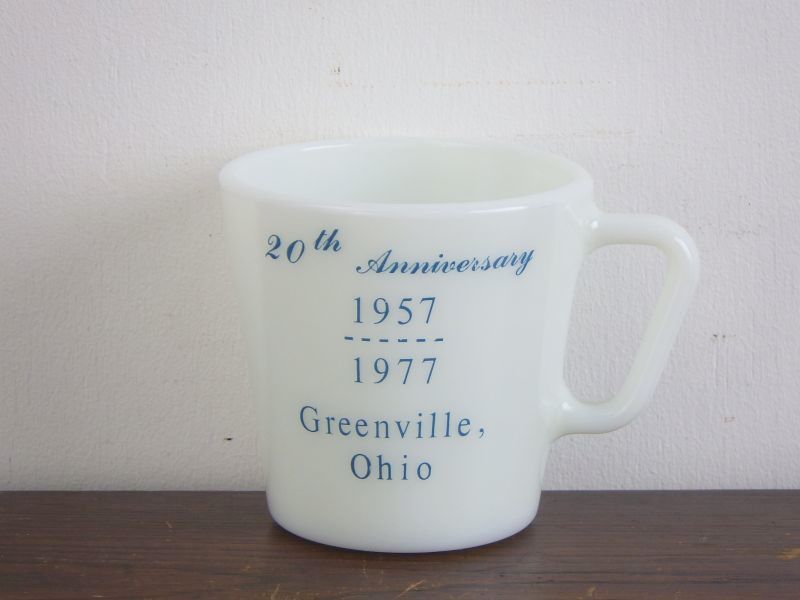 20th Anniversary
1957
------
1977
Greenville,
Ohio